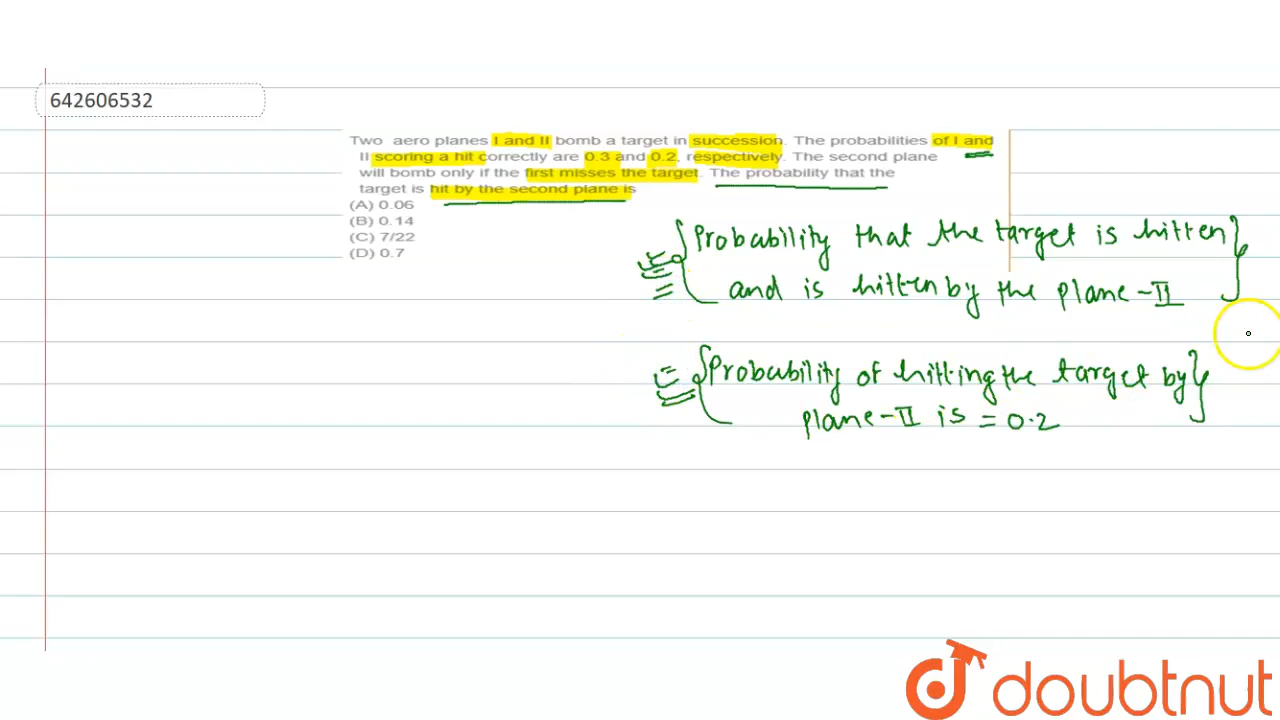 642606532
Two aero planes I and II bomb a target in succession. The probabilities of I and
II scoring a hit correctly are 0.3 and 0.2, respectively. The second plane
will bomb only if the first misses the target. The probability that the
target is hit by the second plane is
(A) 0.06
(B) 0.14
(C) 7/22
(D) 0.7
Probability that the target is hitten
and is hitten by the plane-II
Probability of hitting the target by
plane-II is = 0.2
doubtnut